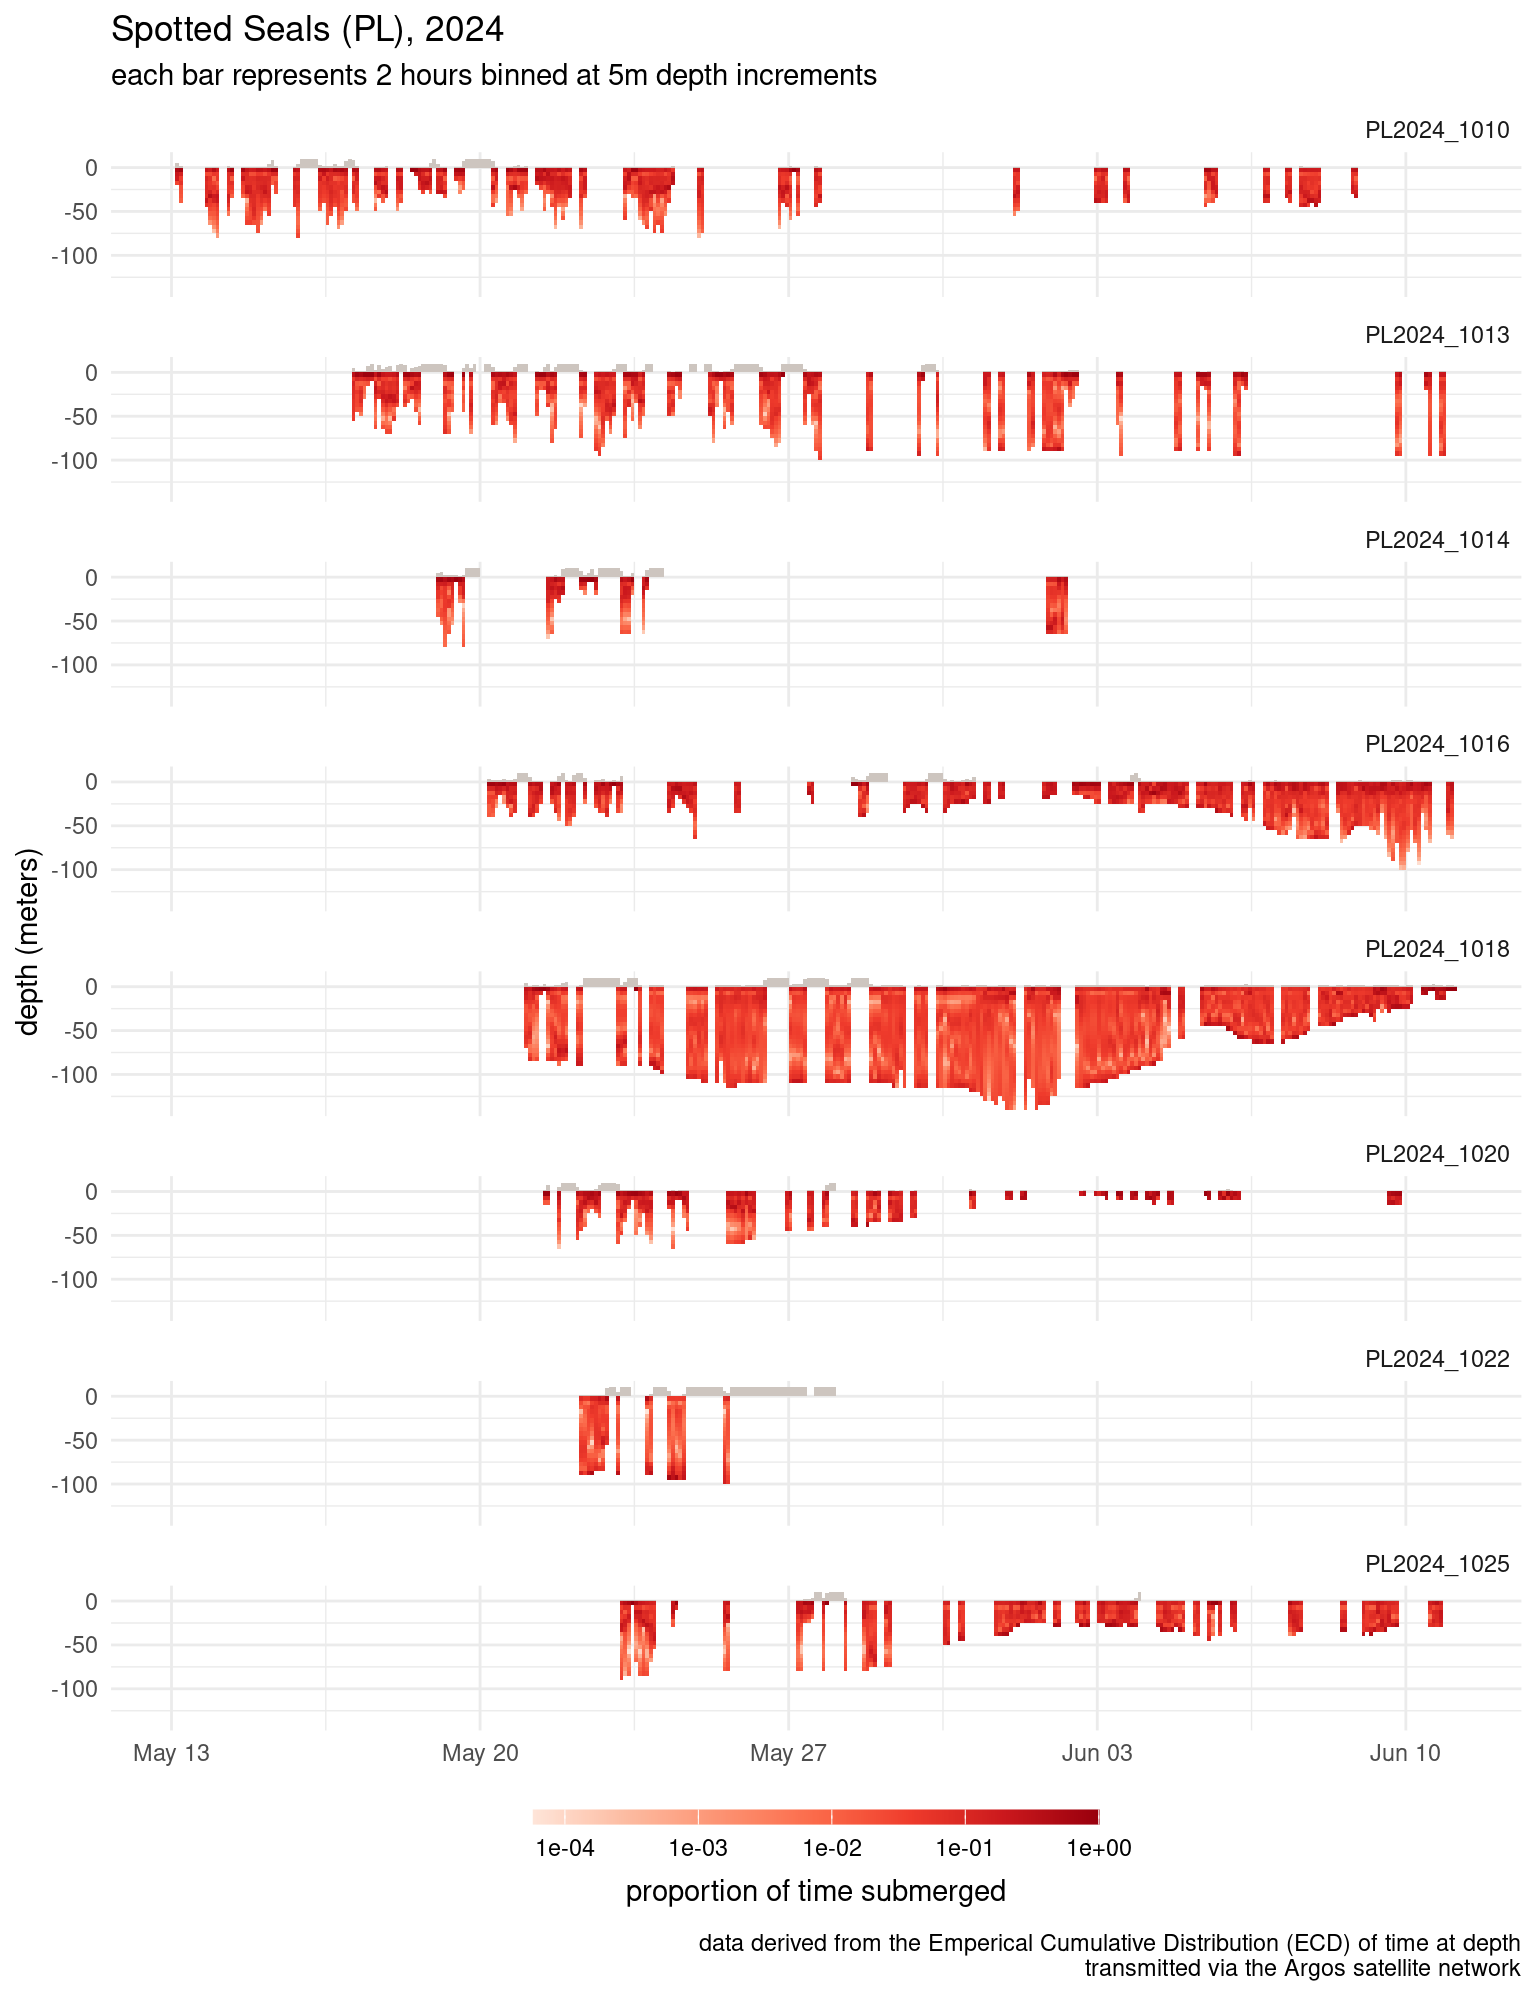 Spotted Seals (PL), 2024
each bar represents 2 hours binned at 5m depth increments
PL2024_1010
0
-50
-100
PL2024_1013
0
-50
-100
PL2024_1014
0
-50
-100
PL2024_1016
0
-50
-100
depth (meters)
PL2024_1018
0
-50
-100
PL2024_1020
0
-50
-100
PL2024_1022
0
-50
-100
PL2024_1025
0
-50
-100
May 13 May 20 May 27 Jun 03 Jun 10
1e-04 1e-03 1e-02 1e-01 1e+00
proportion of time submerged
data derived from the Emperical Cumulative Distribution (ECD) of time at depth
transmitted via the Argos satellite network